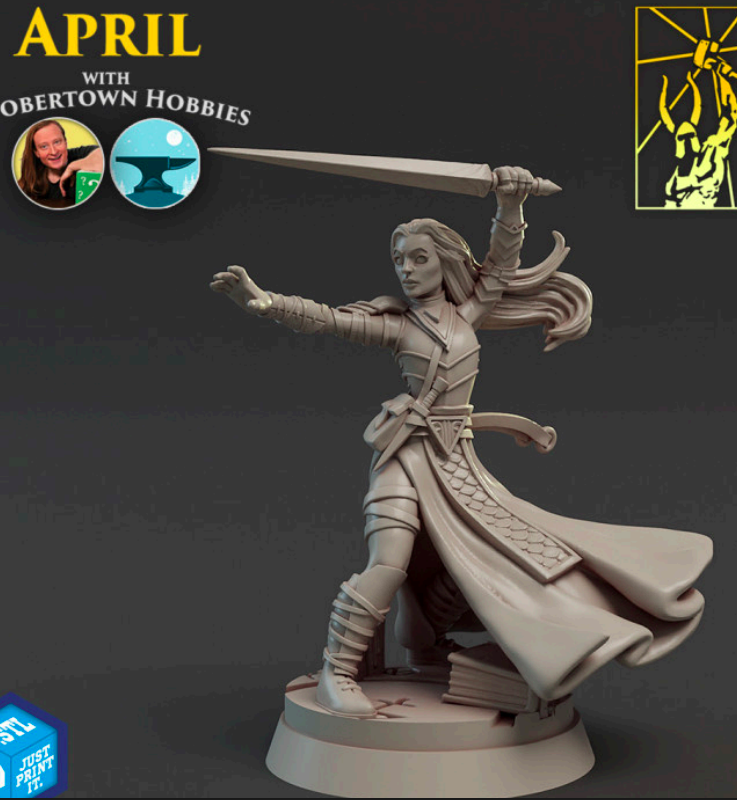 APRIL
WITH
OBERTOWN HOBBIES
? ?
?
STL
JUST
PRINT
IT.